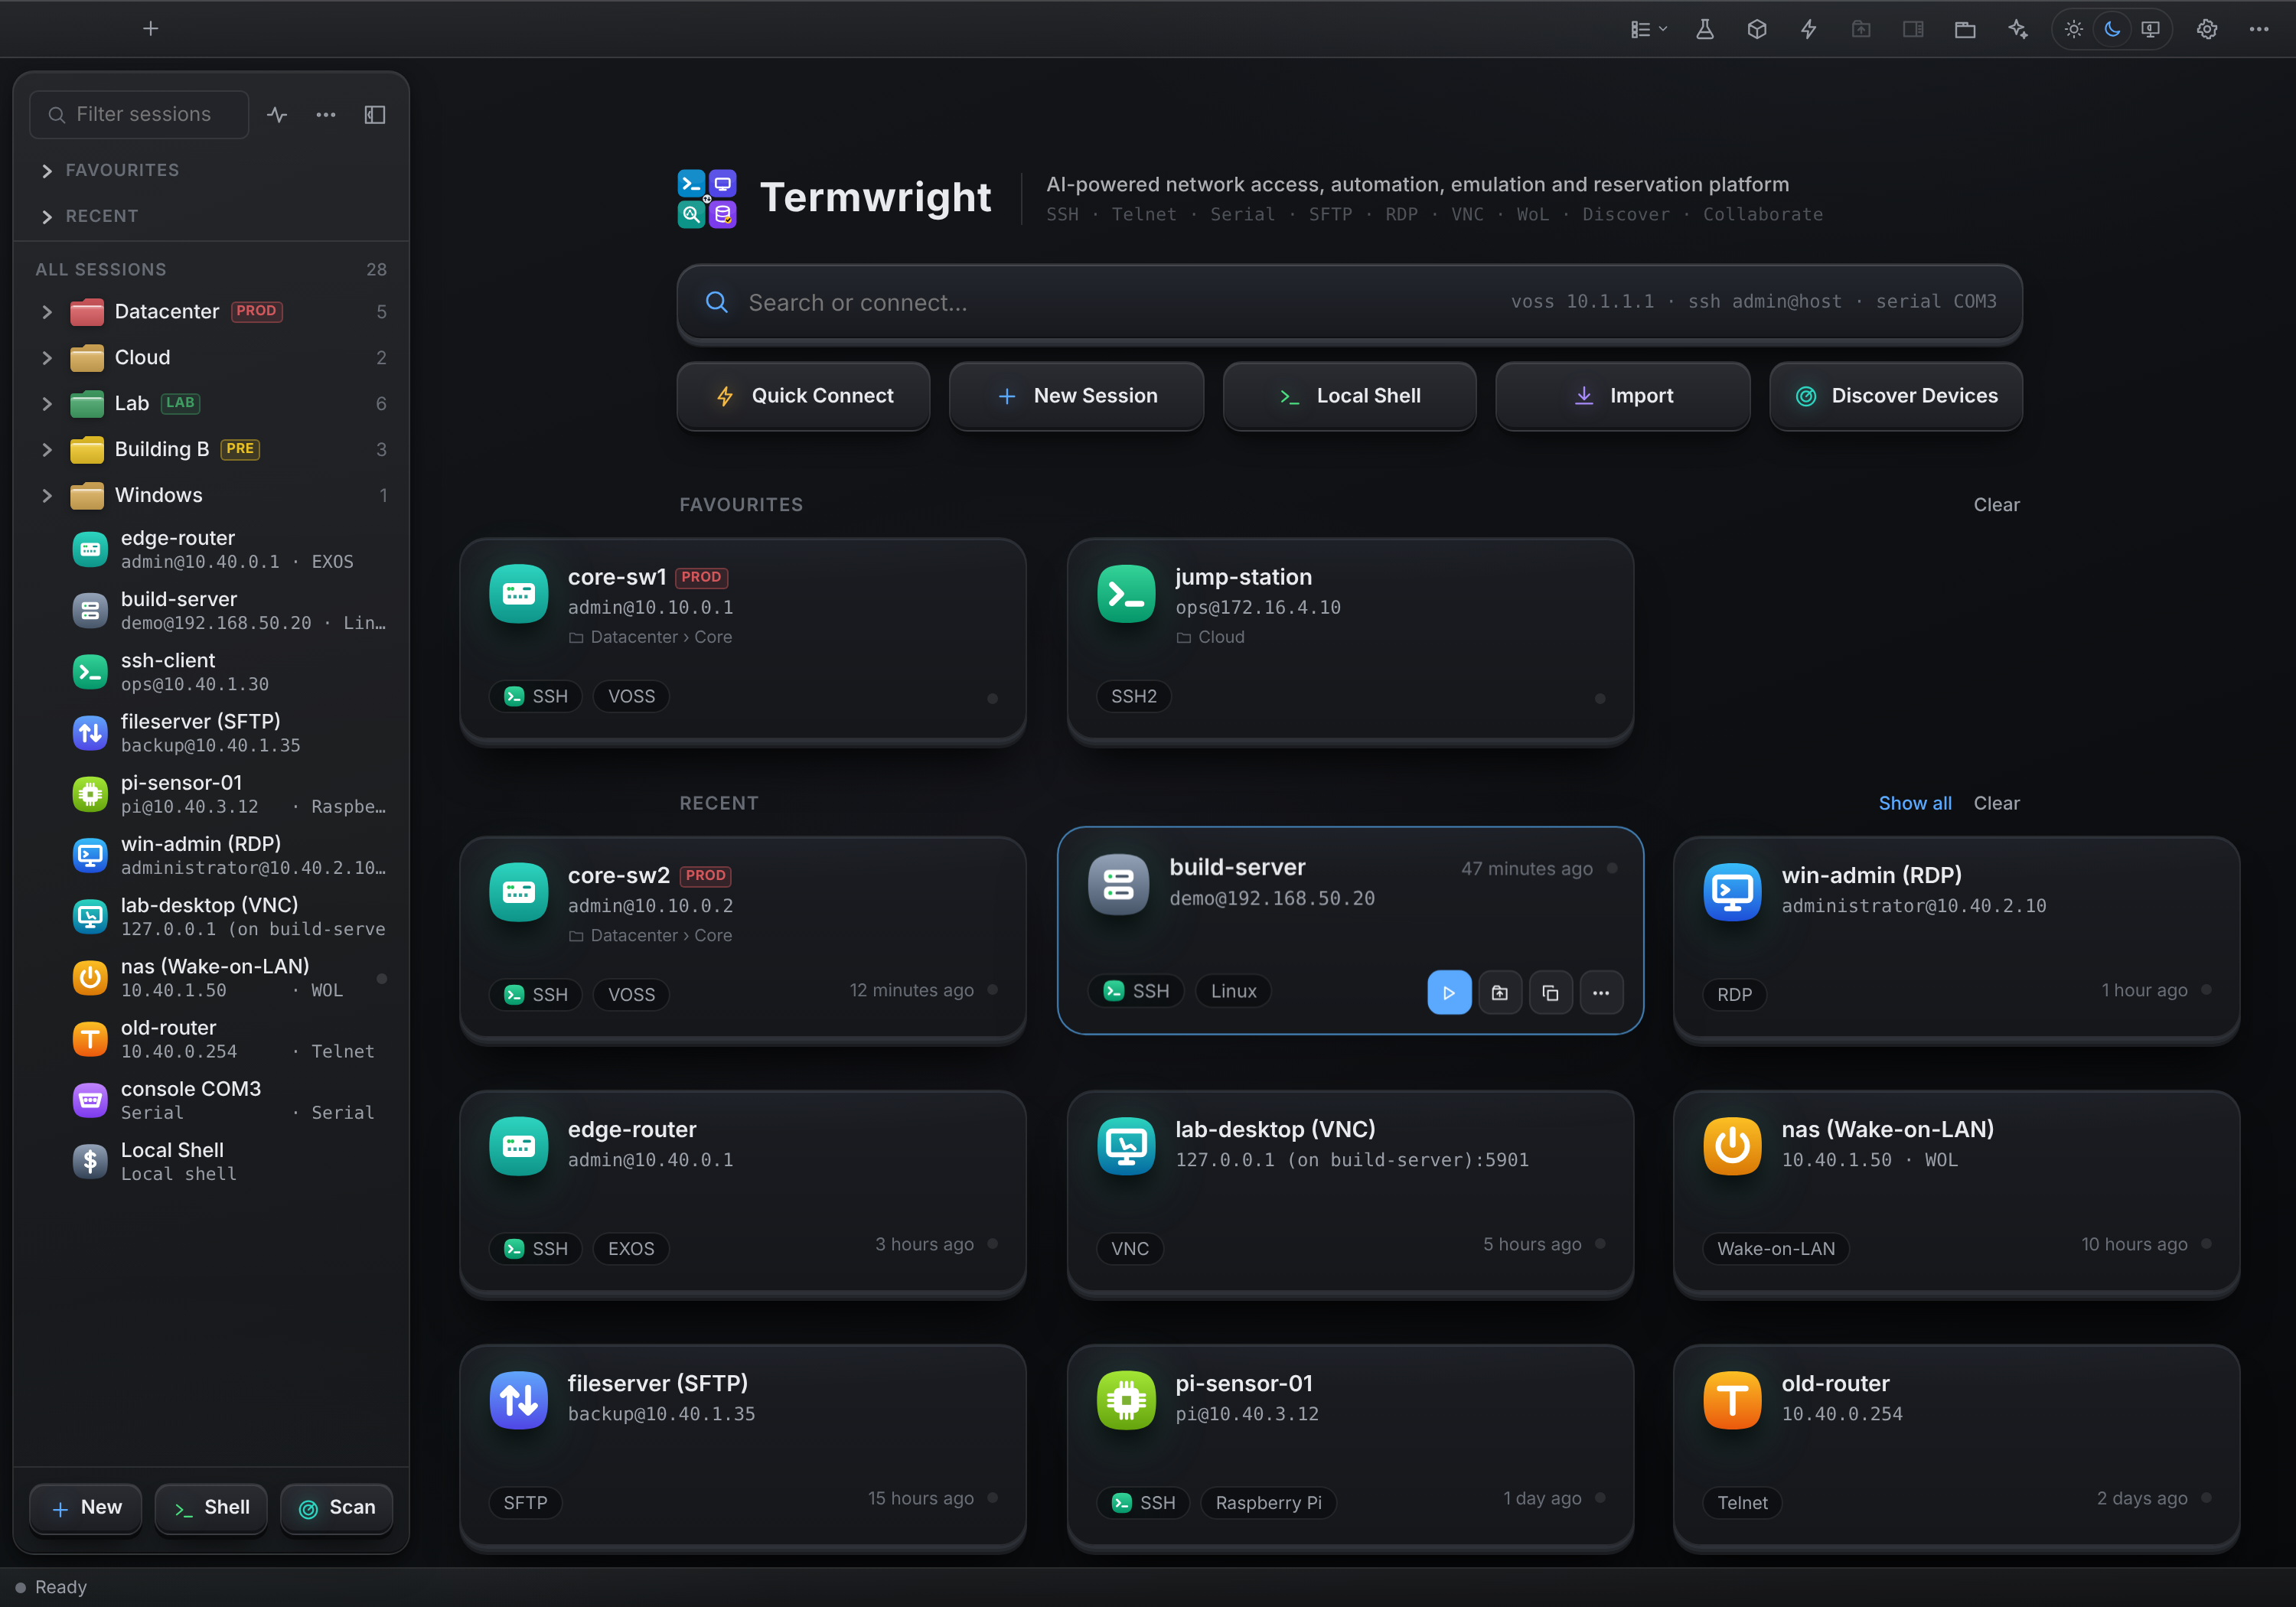 Filter sessions
FAVOURITES
RECENT
ALL SESSIONS 28
Datacenter PROD 5
Cloud 2
Lab LAB 6
Building B PRE 3
Windows 1
edge-router
admin@10.40.0.1 · EXOS
build-server
demo@192.168.50.20 · Lin…
ssh-client
ops@10.40.1.30
fileserver (SFTP)
backup@10.40.1.35
pi-sensor-01
pi@10.40.3.12 · Raspbe…
win-admin (RDP)
administrator@10.40.2.10…
lab-desktop (VNC)
127.0.0.1 (on build-serve
nas (Wake-on-LAN)
10.40.1.50 · WOL
old-router
10.40.0.254 · Telnet
console COM3
Serial · Serial
Local Shell
Local shell
New Shell Scan
Ready
Termwright
AI-powered network access, automation, emulation and reservation platform
SSH · Telnet · Serial · SFTP · RDP · VNC · WoL · Discover · Collaborate
Search or connect... voss 10.1.1.1 · ssh admin@host · serial COM3
Quick Connect New Session Local Shell Import Discover Devices
FAVOURITES Clear
core-sw1 PROD
admin@10.10.0.1
Datacenter › Core
SSH VOSS
jump-station
ops@172.16.4.10
Cloud
SSH2
RECENT Show all Clear
core-sw2 PROD
admin@10.10.0.2
Datacenter › Core
SSH VOSS 12 minutes ago
build-server 47 minutes ago
demo@192.168.50.20
SSH Linux
win-admin (RDP)
administrator@10.40.2.10
RDP 1 hour ago
edge-router
admin@10.40.0.1
SSH EXOS 3 hours ago
lab-desktop (VNC)
127.0.0.1 (on build-server):5901
VNC 5 hours ago
nas (Wake-on-LAN)
10.40.1.50 · WOL
Wake-on-LAN 10 hours ago
fileserver (SFTP)
backup@10.40.1.35
SFTP 15 hours ago
pi-sensor-01
pi@10.40.3.12
SSH Raspberry Pi 1 day ago
old-router
10.40.0.254
Telnet 2 days ago